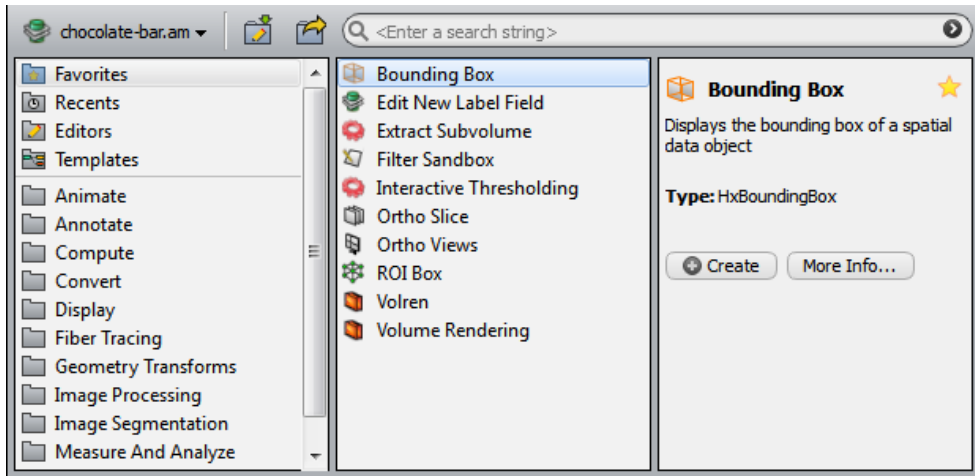 chocolate-bar.am
<Enter a search string>
Favorites
Recents
Editors
Templates
Animate
Annotate
Compute
Convert
Display
Fiber Tracing
Geometry Transforms
Image Processing
Image Segmentation
Measure And Analyze
Bounding Box
Edit New Label Field
Extract Subvolume
Filter Sandbox
Interactive Thresholding
Ortho Slice
Ortho Views
ROI Box
Volren
Volume Rendering
Bounding Box
Displays the bounding box of a spatial
data object
Type: HxBoundingBox
Create
More Info...